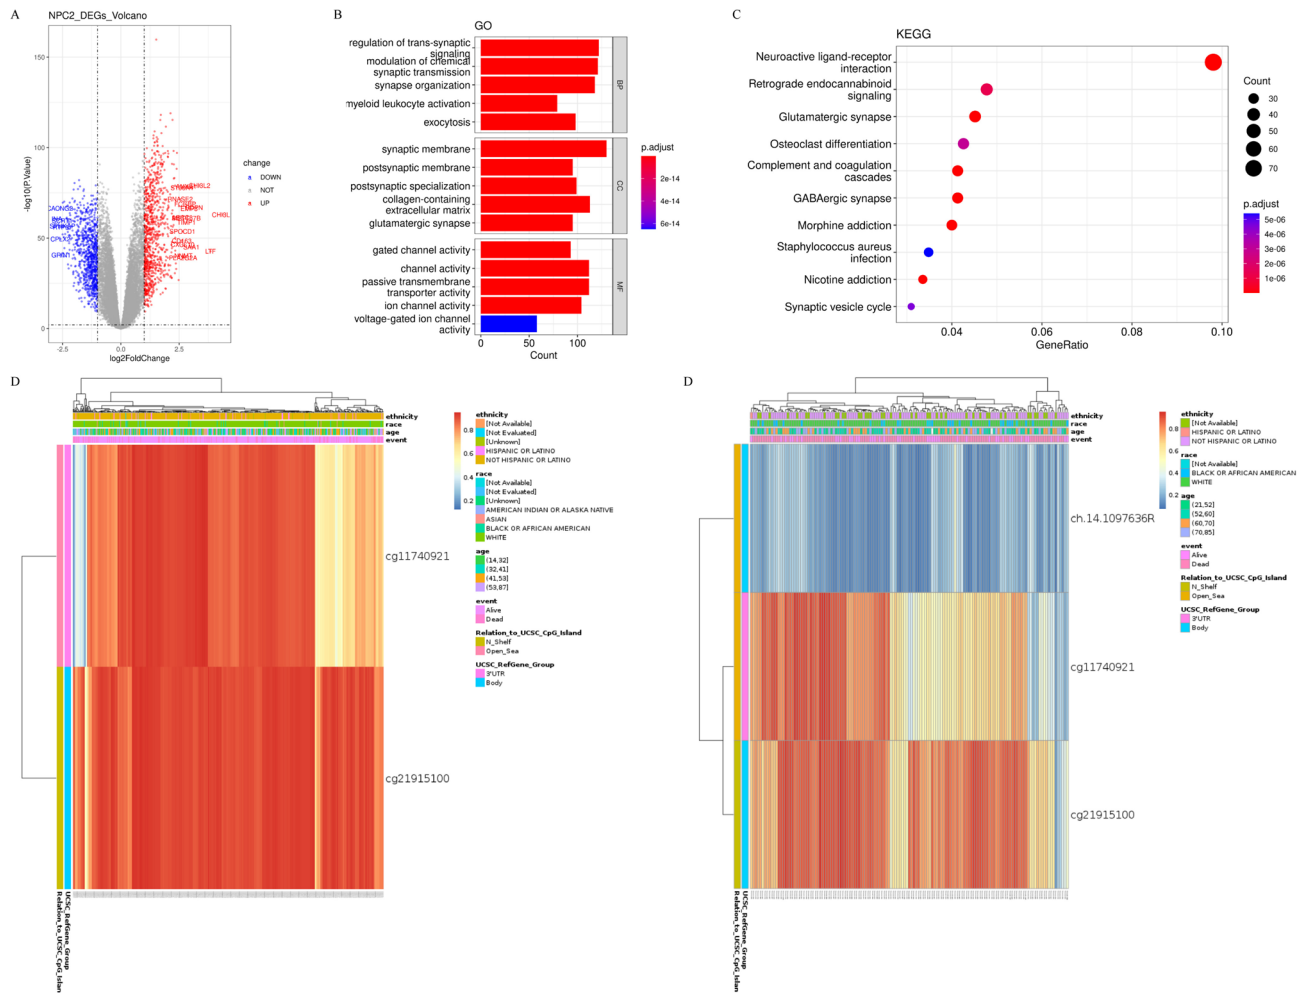 A
NPC2_DEGs_Volcano
-log10(P.Value)
150
100
50
0
-2.5
0.0
2.5
log2FoldChange
CHI3L2
RNASE2
TIMP1
SPOCD1
SAA1
LTF
CHI3L
change
DOWN
NOT
UP
B
GO
regulation of trans-synaptic
signaling
modulation of chemical
synaptic transmission
synapse organization
myeloid leukocyte activation
exocytosis
BP
synaptic membrane
postsynaptic membrane
postsynaptic specialization
collagen-containing
extracellular matrix
glutamatergic synapse
CC
gated channel activity
channel activity
passive transmembrane
transporter activity
ion channel activity
voltage-gated ion channel
activity
MF
0
50
100
Count
p.adjust
2e-14
4e-14
6e-14
C
KEGG
Neuroactive ligand-receptor
interaction
Retrograde endocannabinoid
signaling
Glutamatergic synapse
Osteoclast differentiation
Complement and coagulation
cascades
GABAergic synapse
Morphine addiction
Staphylococcus aureus
infection
Nicotine addiction
Synaptic vesicle cycle
0.04
0.06
0.08
0.10
GeneRatio
Count
30
40
50
60
70
p.adjust
5e-06
4e-06
3e-06
2e-06
1e-06
D
ethnicity
race
age
event
cg11740921
cg21915100
UCSC_RefGene_Group
Relation_to_UCSC_CpG_Islan
0.8
0.6
0.4
0.2
ethnicity
[Not Available]
[Not Evaluated]
[Unknown]
HISPANIC OR LATINO
NOT HISPANIC OR LATINO
race
[Not Available]
[Not Evaluated]
[Unknown]
AMERICAN INDIAN OR ALASKA NATIVE
ASIAN
BLACK OR AFRICAN AMERICAN
WHITE
age
(14,32]
(32,41]
(41,53]
(53,87]
event
Alive
Dead
Relation_to_UCSC_CpG_Island
N_Shelf
Open_Sea
UCSC_RefGene_Group
3'UTR
Body
D
ethnicity
race
age
event
ch.14.1097636R
cg11740921
cg21915100
UCSC_RefGene_Group
Relation_to_UCSC_CpG_Islan
0.8
0.6
0.4
0.2
ethnicity
[Not Available]
HISPANIC OR LATINO
NOT HISPANIC OR LATINO
race
[Not Available]
BLACK OR AFRICAN AMERICAN
WHITE
age
(21,52]
(52,60]
(60,70]
(70,85]
event
Alive
Dead
Relation_to_UCSC_CpG_Island
N_Shelf
Open_Sea
UCSC_RefGene_Group
3'UTR
Body